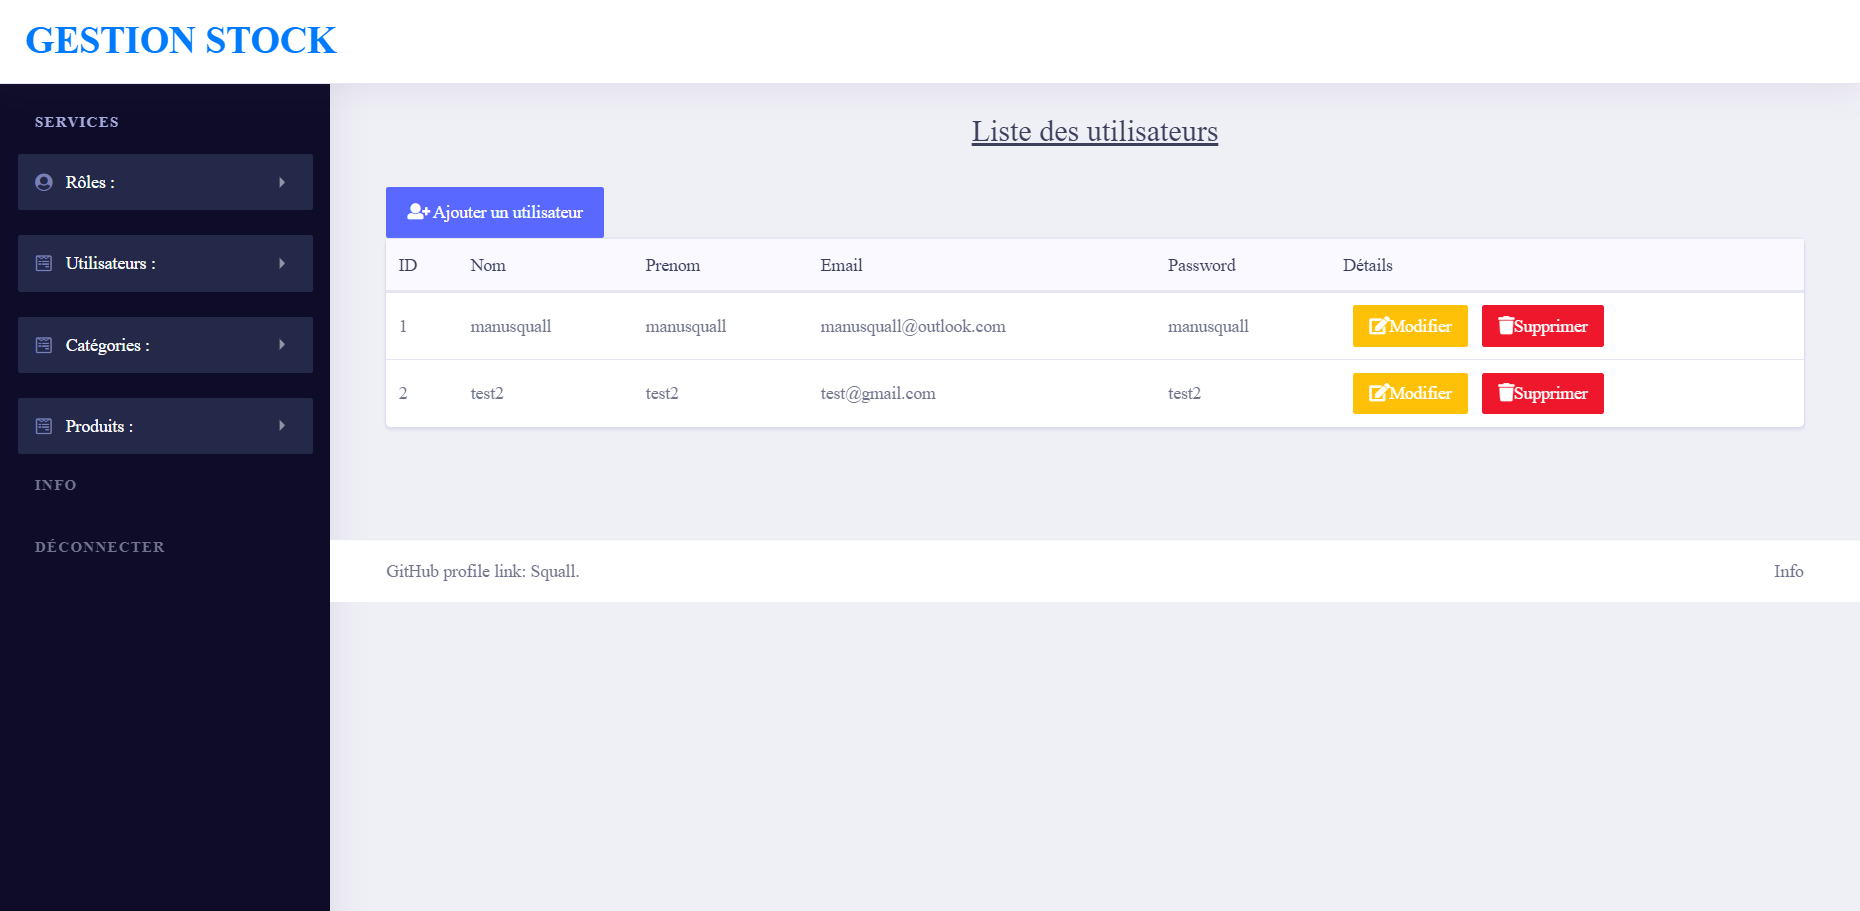 GESTION STOCK
SERVICES
Rôles :
Utilisateurs :
Catégories :
Produits :
INFO
DÉCONNECTER
Liste des utilisateurs
Ajouter un utilisateur
ID Nom Prenom Email Password Détails
1 manusquall manusquall manusquall@outlook.com manusquall Modifier Supprimer
2 test2 test2 test@gmail.com test2 Modifier Supprimer
GitHub profile link: Squall. Info